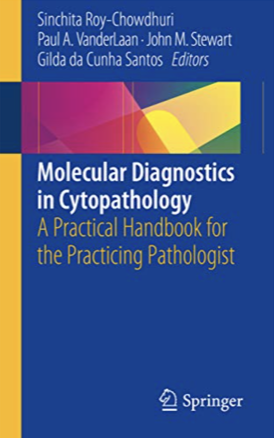 Sinchita Roy-Chowdhuri
Paul A. VanderLaan · John M. Stewart
Gilda da Cunha Santos Editors
Molecular Diagnostics
in Cytopathology
A Practical Handbook for
the Practicing Pathologist
Springer